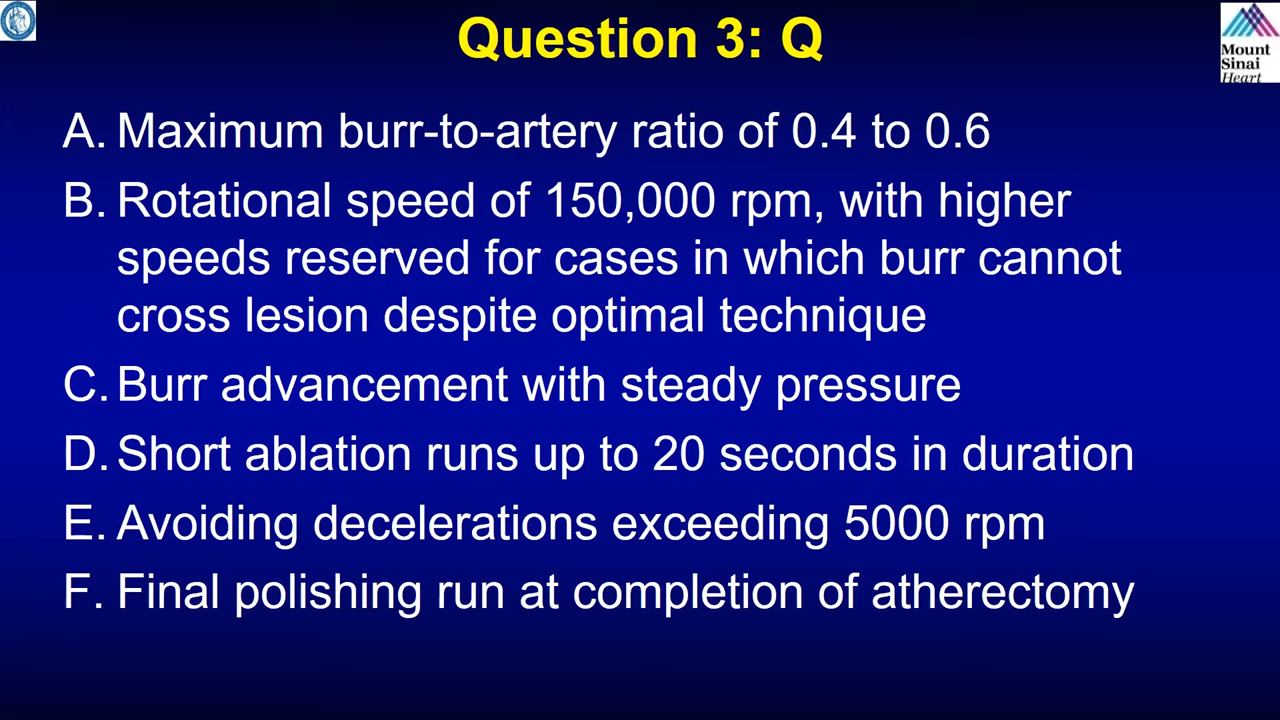 Question 3: Q
Mount
Sinai
Heart
A. Maximum burr-to-artery ratio of 0.4 to 0.6
B. Rotational speed of 150,000 rpm, with higher
speeds reserved for cases in which burr cannot
cross lesion despite optimal technique
C. Burr advancement with steady pressure
D. Short ablation runs up to 20 seconds in duration
E. Avoiding decelerations exceeding 5000 rpm
F. Final polishing run at completion of atherectomy